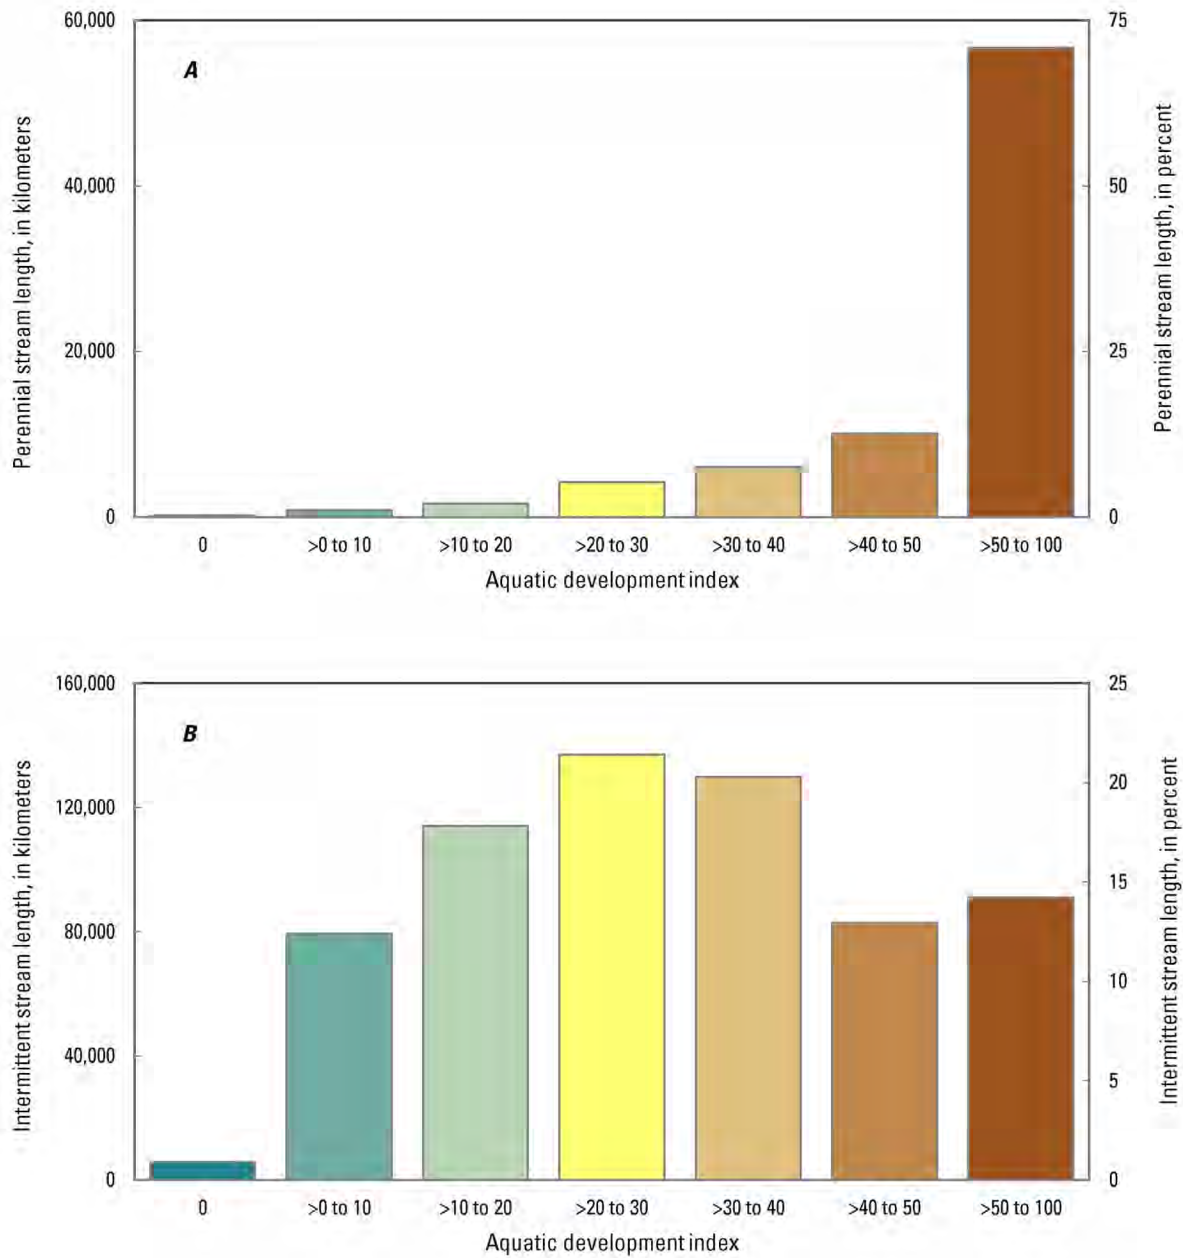 A
60,000
40,000
20,000
0
75
50
25
0
Perennial stream length, in kilometers
Perennial stream length, in percent
0 >0 to 10 >10 to 20 >20 to 30 >30 to 40 >40 to 50 >50 to 100
Aquatic development index
B
160,000
120,000
80,000
40,000
0
25
20
15
10
5
0
Intermittent stream length, in kilometers
Intermittent stream length, in percent
0 >0 to 10 >10 to 20 >20 to 30 >30 to 40 >40 to 50 >50 to 100
Aquatic development index